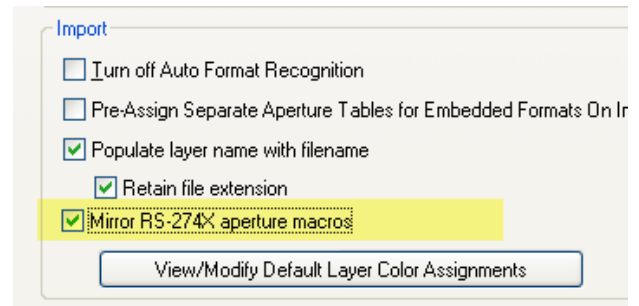 Import
Turn off Auto Format Recognition
Pre-Assign Separate Aperture Tables for Embedded Formats On
Populate layer name with filename
Retain file extension
Mirror RS-274X aperture macros
View/Modify Default Layer Color Assignments